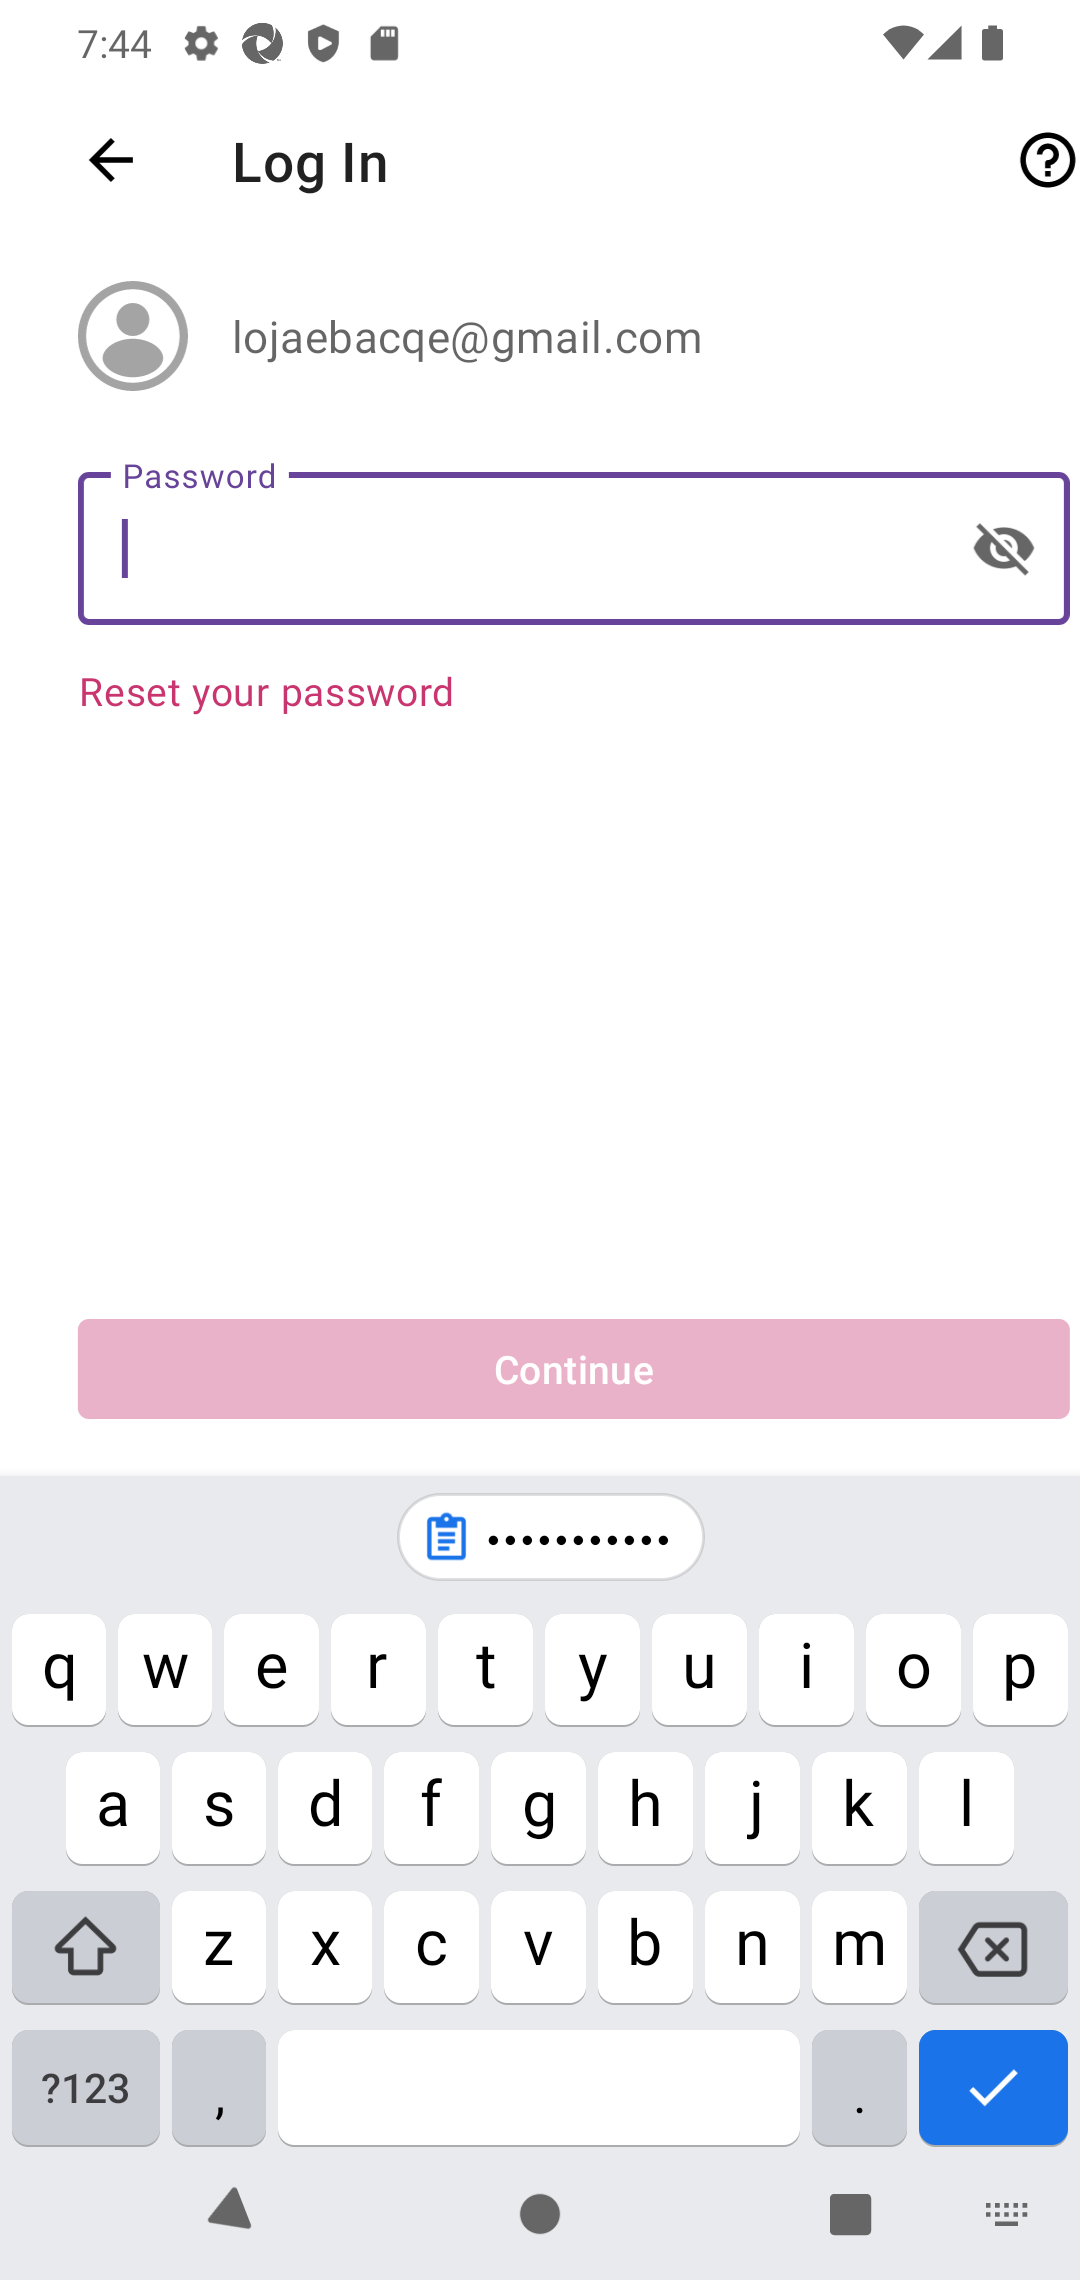 7:44
Log In
lojaebacqe@gmail.com
Password
Reset your password
Continue
•••••••••••
q w e r t y u i o p
a s d f g h j k l
z x c v b n m
?123 , .